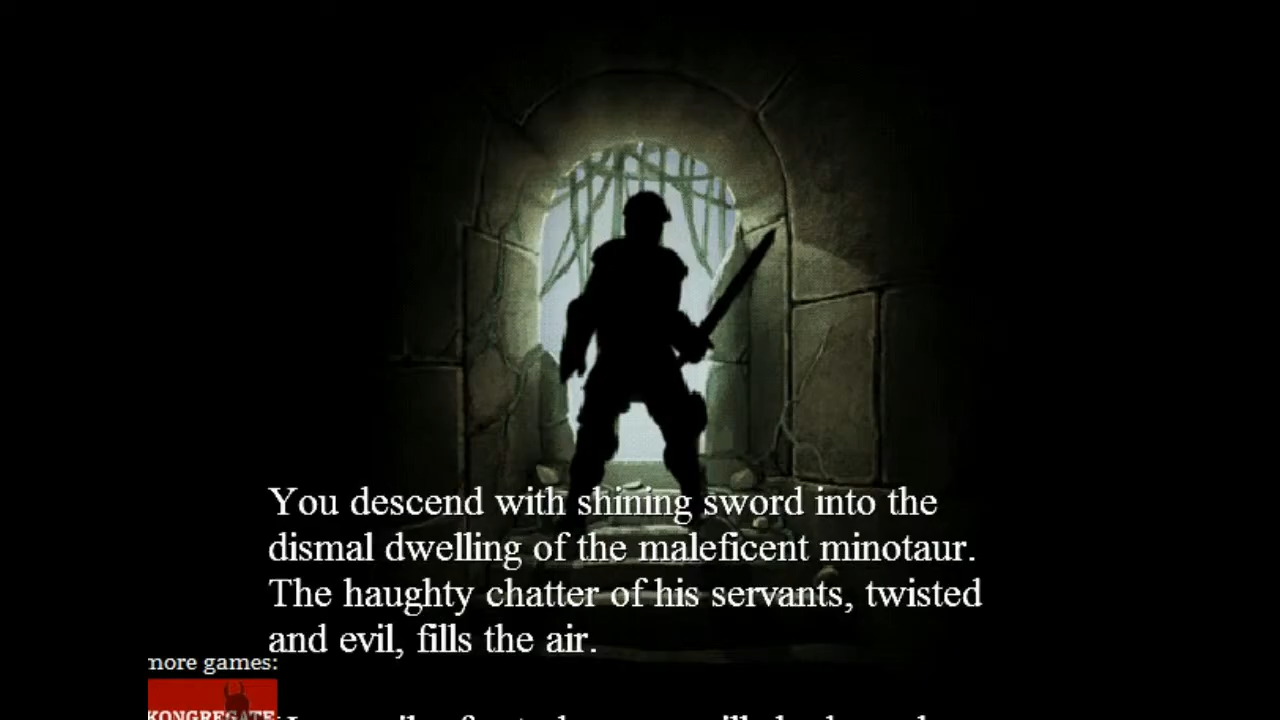 You descend with shining sword into the
dismal dwelling of the maleficent minotaur.
The haughty chatter of his servants, twisted
and evil, fills the air.
more games:
KONGREGATE